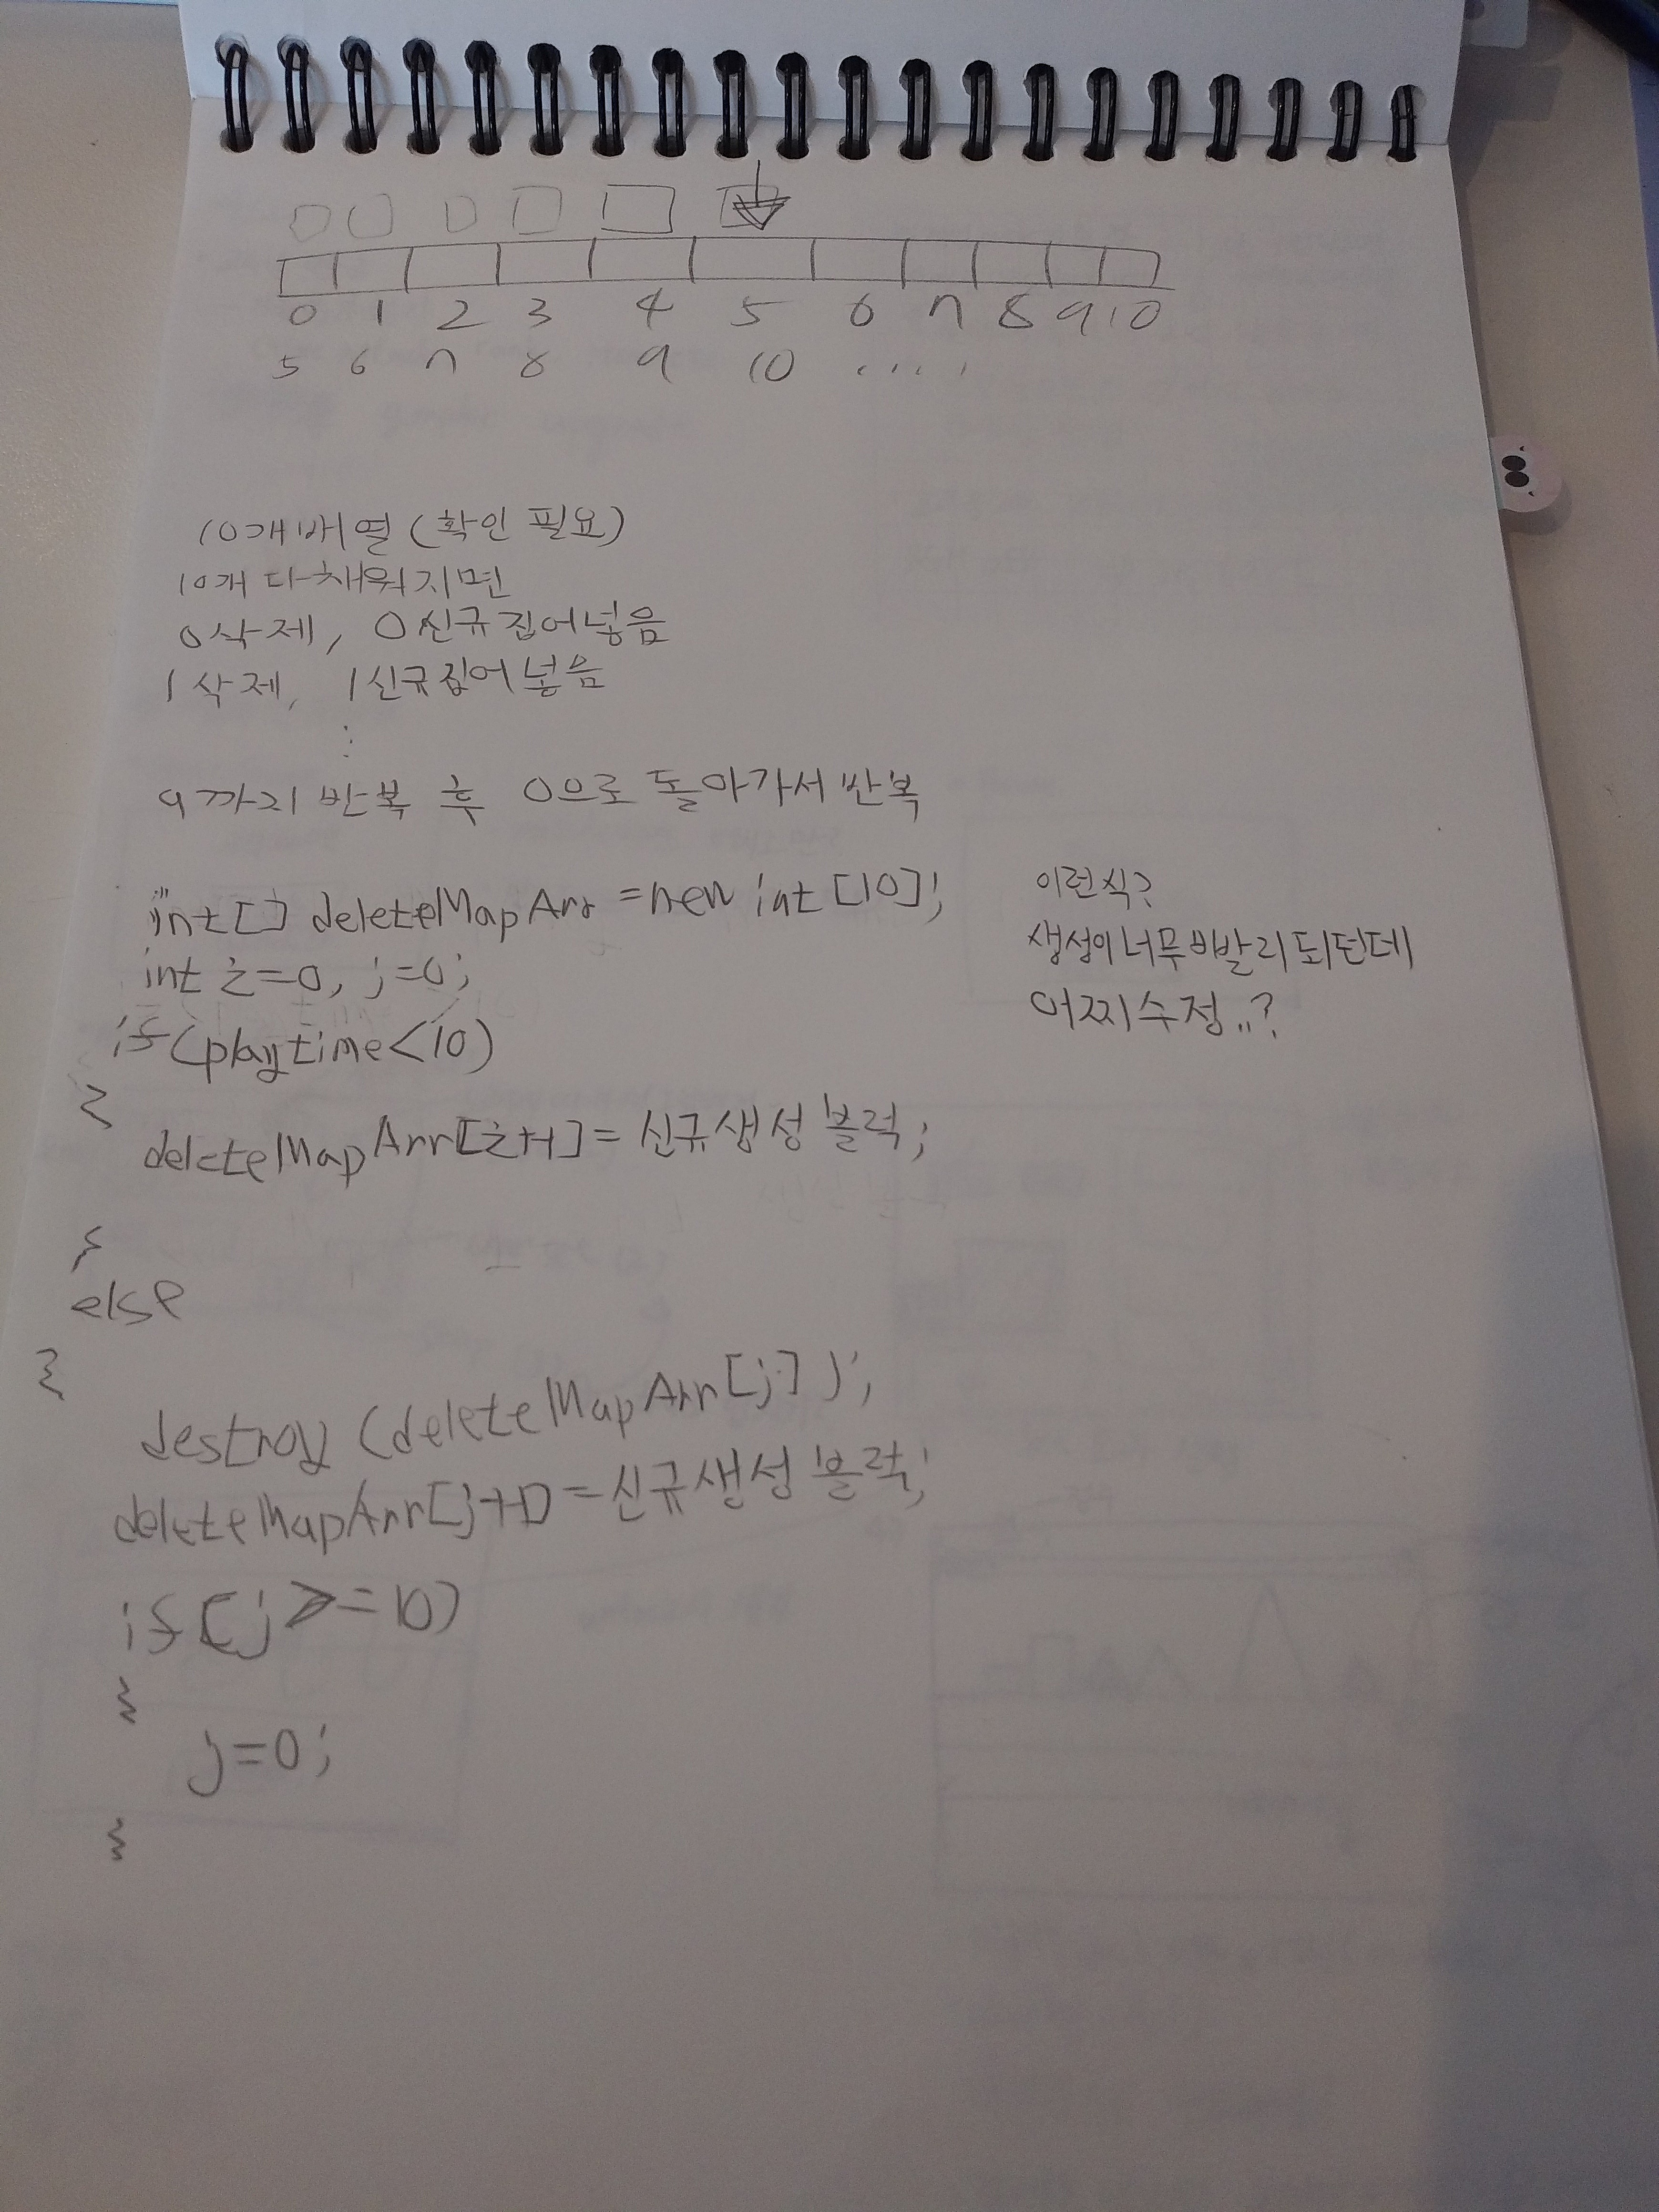 0 1 2 3 4 5 6 7 8 9 10
5 6 7 8 9 10 ....
10개 배열 (확인 필요)
10개 다 채워지면
0삭제, 0신규집어넣음
1삭제, 1신규집어넣음
⋮
9까지 반복 후 0으로 돌아가서 반복
int[] deleteMapArr = new int[10];
int i=0, j=0;
if(playtime<10)
{
deleteMapArr[i++] = 신규생성 블럭;
}
else
{
destroy(deleteMapArr[j]);
deleteMapArr[j++] = 신규생성 블럭;
if(j>=10)
{
j=0;
}
이런식?
생성이 너무 빨리 되던데
어찌 수정..?